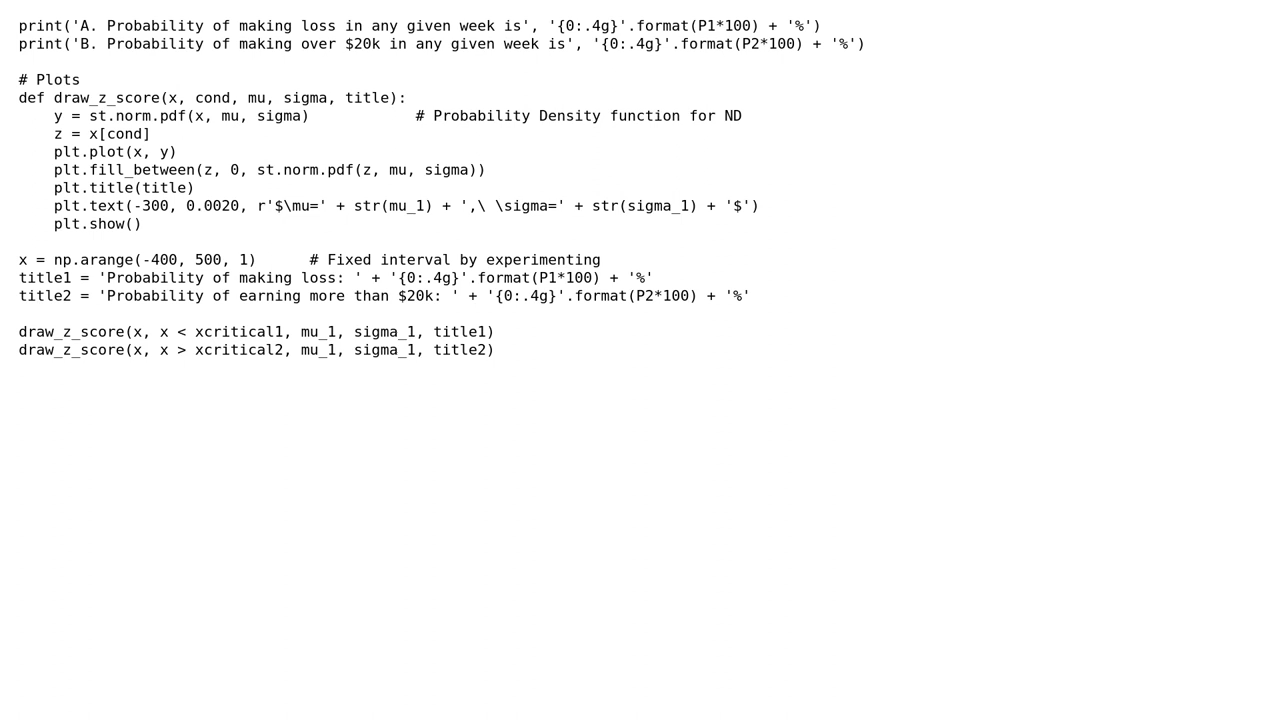 print('A. Probability of making loss in any given week is', '{0:.4g}'.format(P1*100) + '%')
print('B. Probability of making over $20k in any given week is', '{0:.4g}'.format(P2*100) + '%')

# Plots
def draw_z_score(x, cond, mu, sigma, title):
    y = st.norm.pdf(x, mu, sigma)            # Probability Density function for ND
    z = x[cond]
    plt.plot(x, y)
    plt.fill_between(z, 0, st.norm.pdf(z, mu, sigma))
    plt.title(title)
    plt.text(-300, 0.0020, r'$\mu=' + str(mu_1) + ',\ \sigma=' + str(sigma_1) + '$')
    plt.show()

x = np.arange(-400, 500, 1)      # Fixed interval by experimenting
title1 = 'Probability of making loss: ' + '{0:.4g}'.format(P1*100) + '%'
title2 = 'Probability of earning more than $20k: ' + '{0:.4g}'.format(P2*100) + '%'

draw_z_score(x, x < xcritical1, mu_1, sigma_1, title1)
draw_z_score(x, x > xcritical2, mu_1, sigma_1, title2)